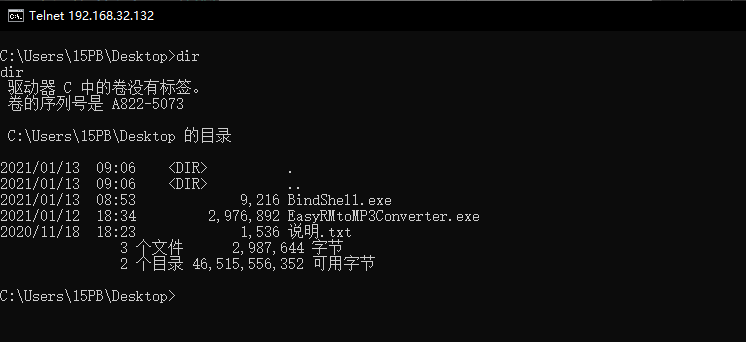 Telnet 192.168.32.132
C:\Users\15PB\Desktop>dir
dir
驱动器 C 中的卷没有标签。
卷的序列号是 A822-5073
C:\Users\15PB\Desktop 的目录
2021/01/13  09:06    <DIR>          .
2021/01/13  09:06    <DIR>          ..
2021/01/13  08:53             9,216 BindShell.exe
2021/01/12  18:34         2,976,892 EasyRMtoMP3Converter.exe
2020/11/18  18:23             1,536 说明.txt
3 个文件      2,987,644 字节
2 个目录 46,515,556,352 可用字节
C:\Users\15PB\Desktop>